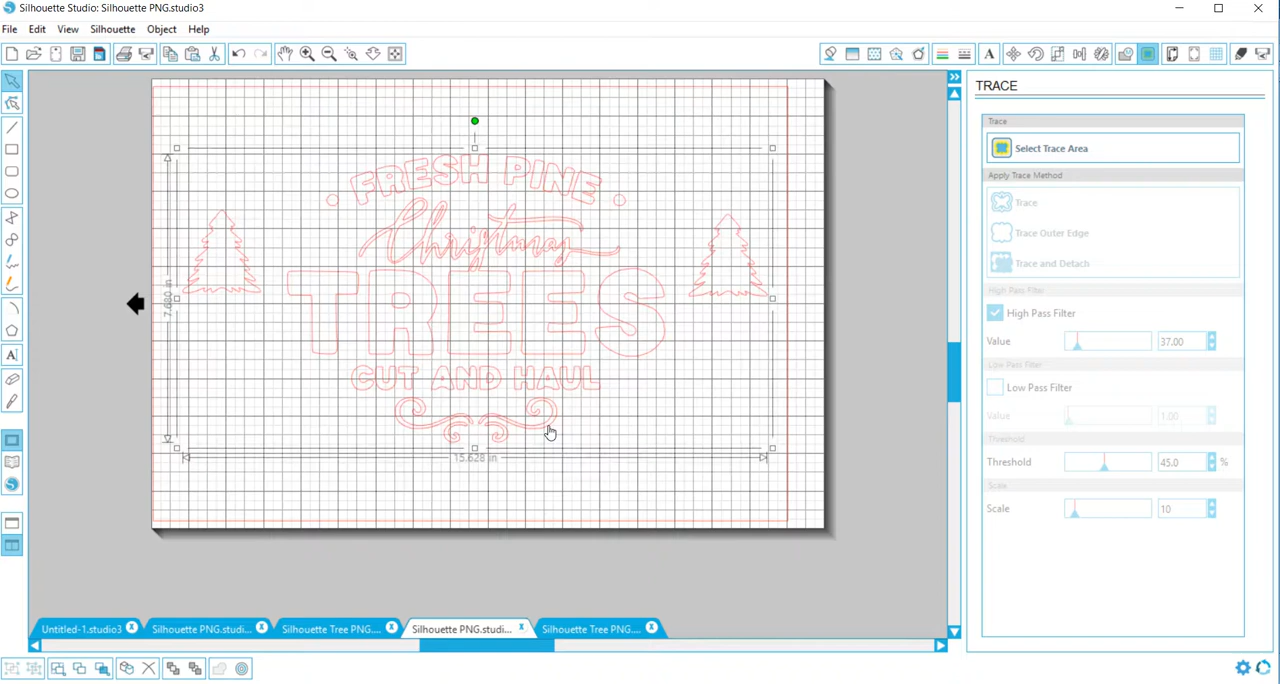 Silhouette Studio: Silhouette PNG.studio3
File Edit View Silhouette Object Help
TRACE
Trace
Select Trace Area
Apply Trace Method
Trace
Trace Outer Edge
Trace and Detach
High Pass Filter
High Pass Filter
Value 37.00
Low Pass Filter
Low Pass Filter
Value 1.00
Threshold
Threshold 45.0 %
Scale
Scale 10
FRESH PINE
Christmas
TREES
CUT AND HAUL
7.680 in
15.628 in
Untitled-1.studio3 Silhouette PNG.studi... Silhouette Tree PNG.... Silhouette PNG.studi... Silhouette Tree PNG....